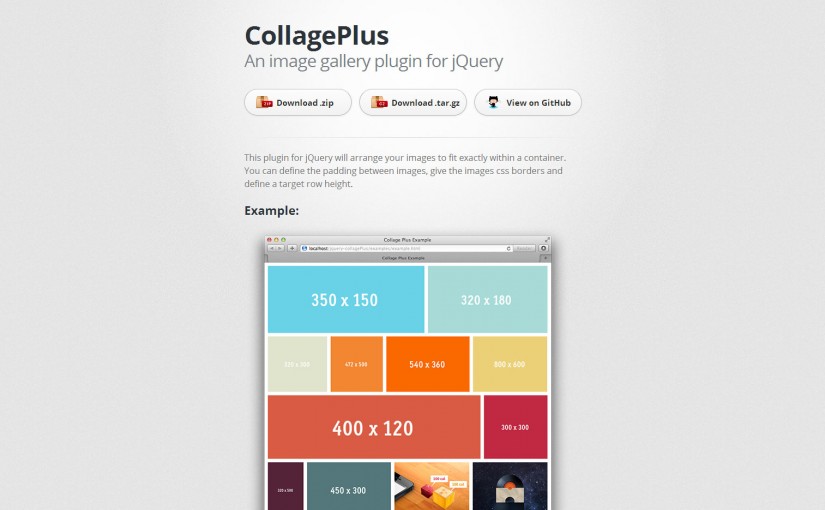 CollagePlus
An image gallery plugin for jQuery
Download .zip
Download .tar.gz
View on GitHub
This plugin for jQuery will arrange your images to fit exactly within a container.
You can define the padding between images, give the images css borders and
define a target row height.
Example:
Collage Plus Example
localhost/jquery-collagePlus/examples/example.html
Collage Plus Example
350 x 150
320 x 180
472 x 500
540 x 360
800 x 600
400 x 120
300 x 300
450 x 300